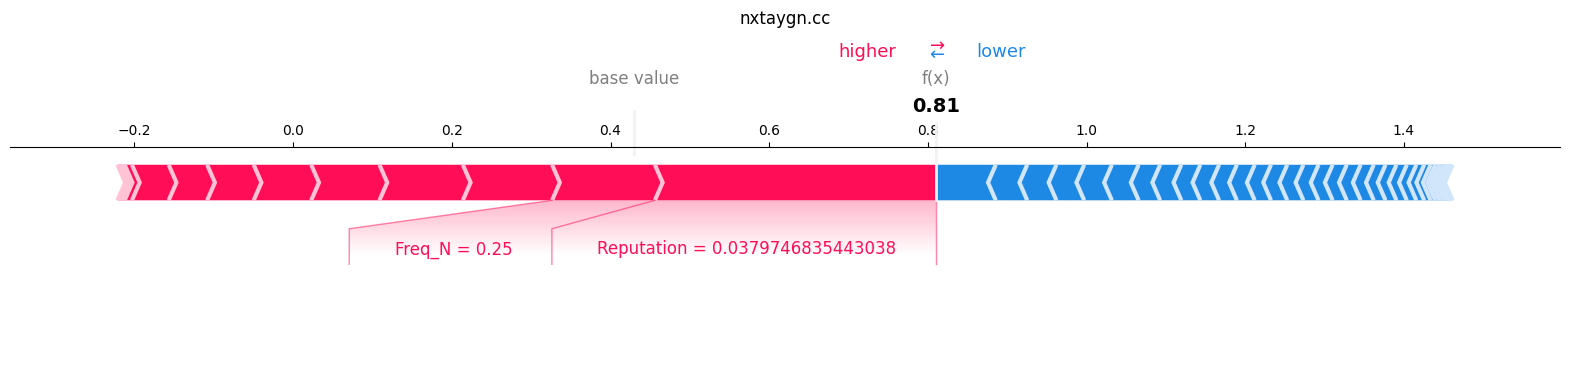 nxtaygn.cc
higher ⇄ lower
base value f(x)
0.81
−0.2 0.0 0.2 0.4 0.6 0.8 1.0 1.2 1.4
Freq_N = 0.25 Reputation = 0.0379746835443038